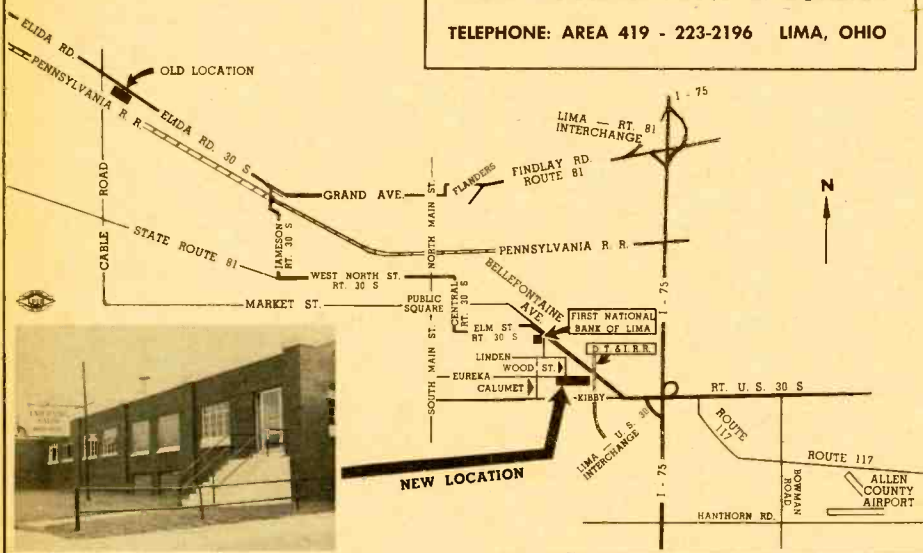 TELEPHONE: AREA 419 - 223-2196 LIMA, OHIO
ELIDA RD.
PENNSYLVANIA R. R.
OLD LOCATION
ELIDA RD. 30 S
CABLE ROAD
STATE ROUTE 81
JAMESON
RT. 30 S
GRAND AVE.
NORTH MAIN ST.
FLANDERS
FINDLAY RD.
ROUTE 81
LIMA — RT. 81
INTERCHANGE
I - 75
N
PENNSYLVANIA R. R.
WEST NORTH ST.
RT. 30 S
MARKET ST.
PUBLIC
SQUARE
CENTRAL
RT. 30 S
BELLEFONTAINE
AVE.
FIRST NATIONAL
BANK OF LIMA
ELM ST
RT 30 S
D T & I. R.R.
LINDEN
WOOD ST.
EUREKA
CALUMET
SOUTH MAIN ST.
KIBBY
I - 75
RT. U.S. 30 S
LIMA — U.S. 30
INTERCHANGE
ROUTE
117
ROUTE 117
NEW LOCATION
I - 75
BOWMAN
ROAD
ALLEN
COUNTY
AIRPORT
HANTHORN RD.